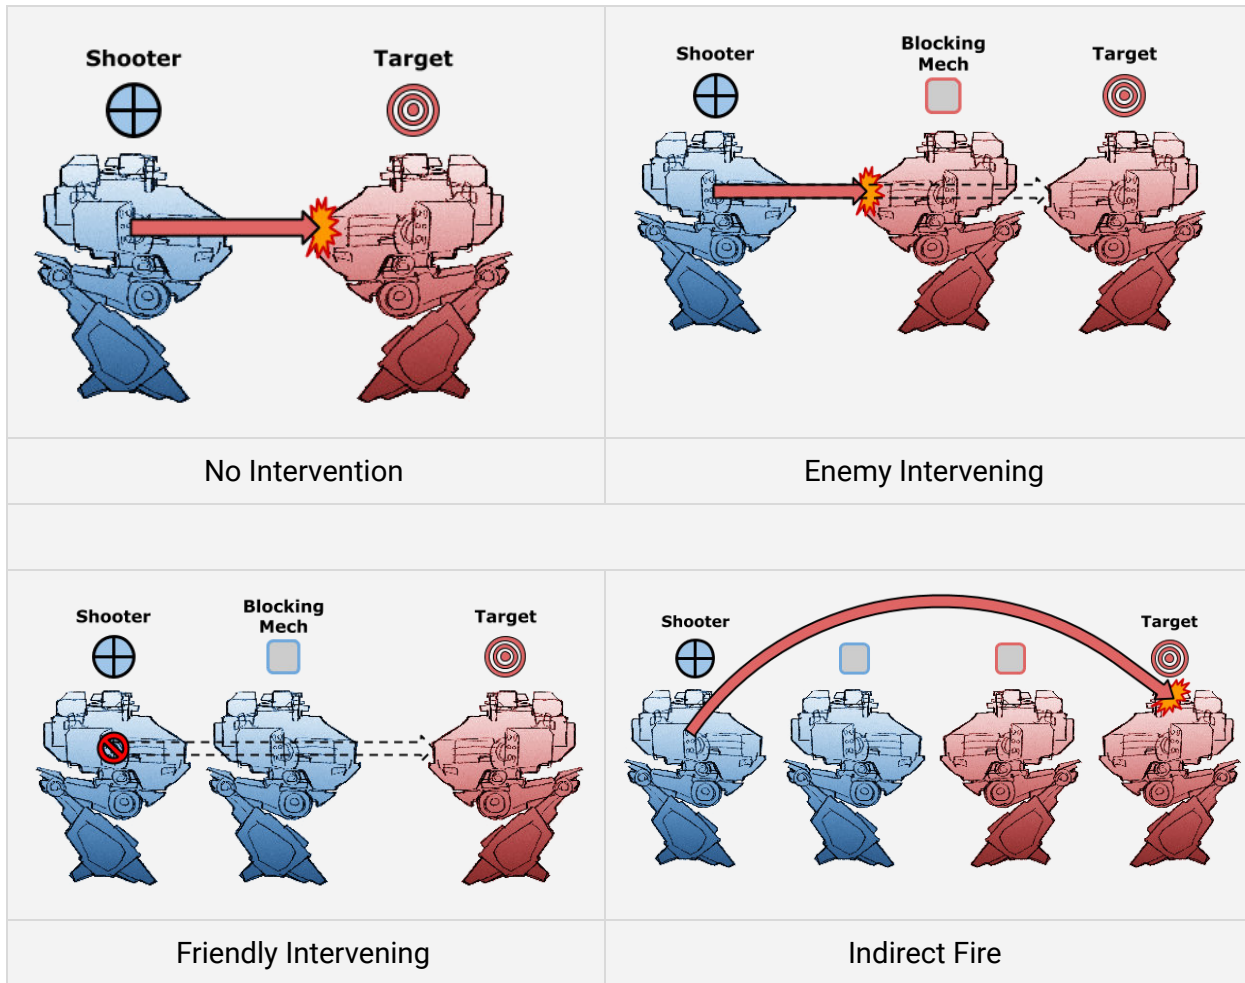 Shooter
Target
Shooter
Blocking
Mech
Target
No Intervention
Enemy Intervening
Shooter
Blocking
Mech
Target
Shooter
Target
Friendly Intervening
Indirect Fire